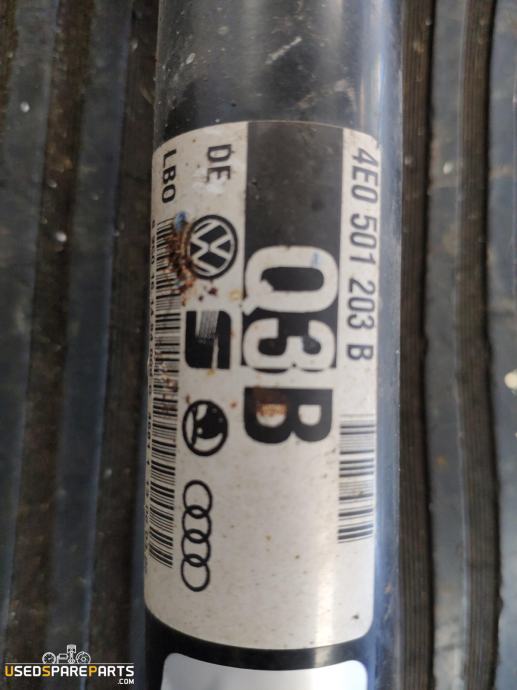 4E0 501 203 B
Q3B
DE
LBO
USEDSPAREPARTS
.COM